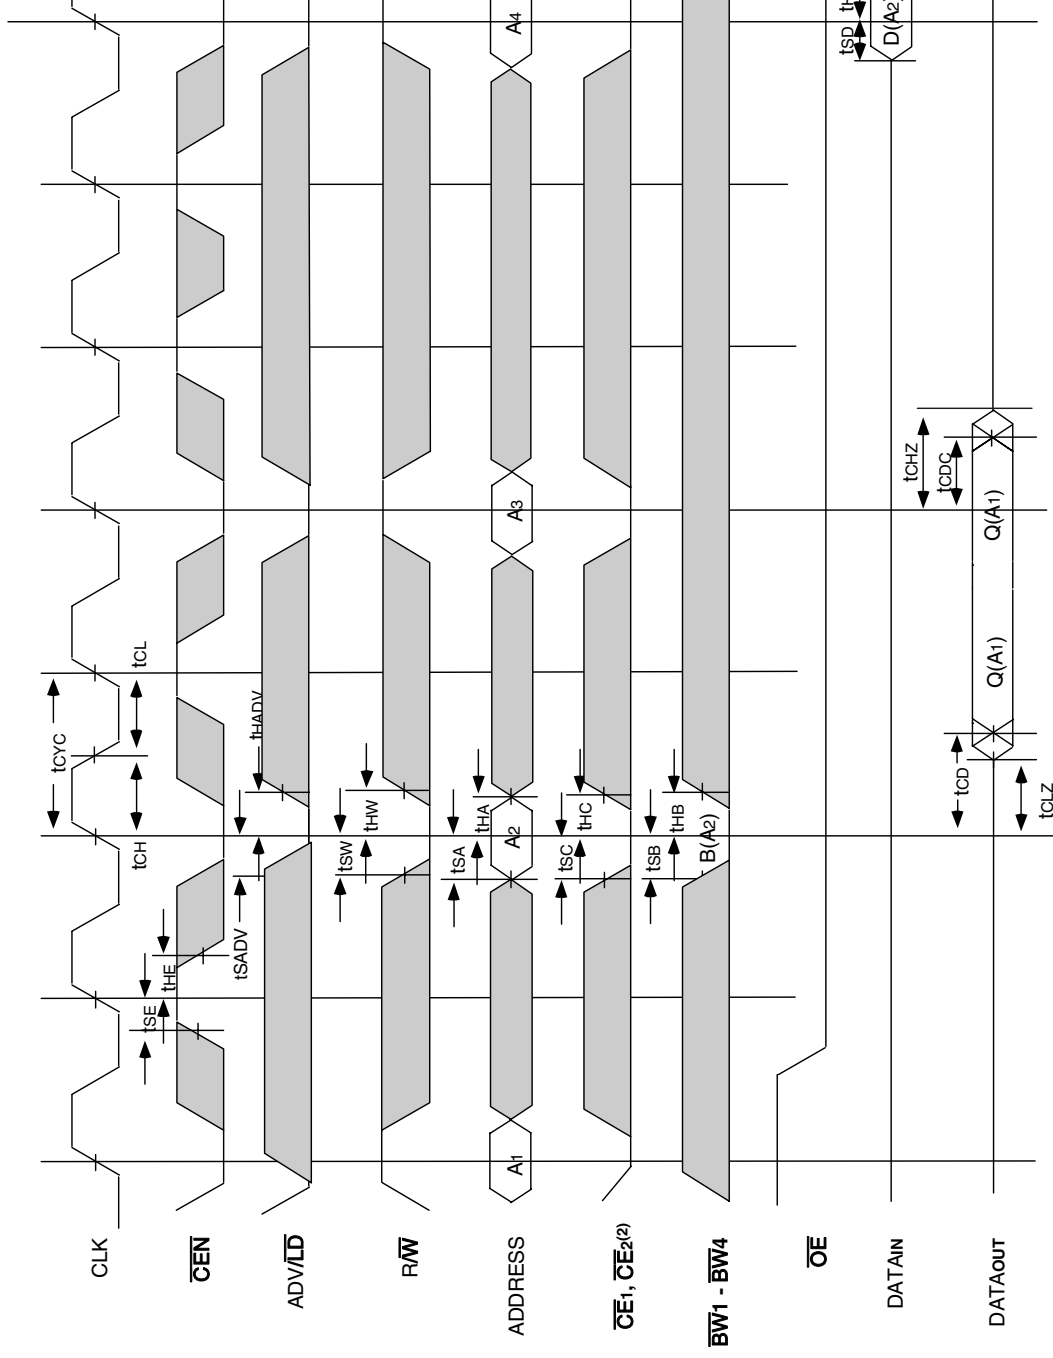 tCYC
tCH
tCL
CLK
tSE
tHE
CEN
tSADV
tHADV
ADV/LD
tSW
tHW
R/W
tSA
tHA
ADDRESS
A1
A2
A3
A4
tSC
tHC
CE1, CE2(2)
tSB
tHB
B(A2)
BW1 - BW4
OE
tSD
D(A2)
DATAIN
tCHZ
tCDC
tCD
tCLZ
Q(A1)
Q(A1)
DATAOUT